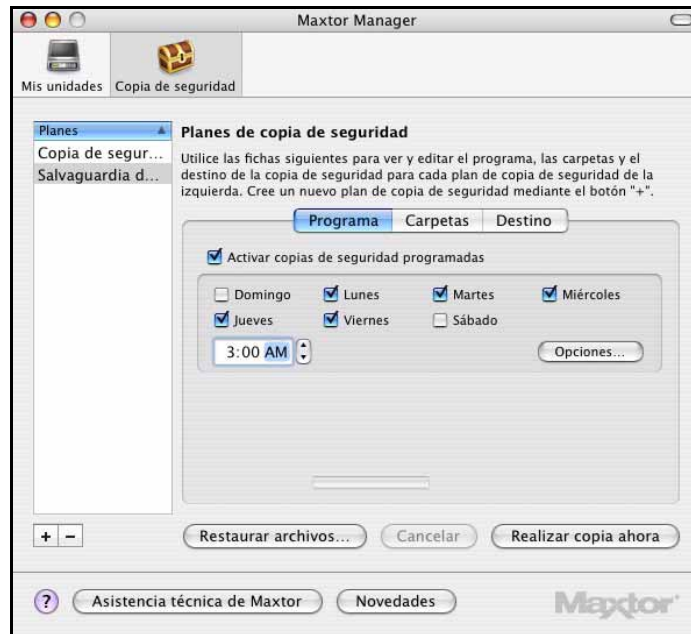 Maxtor Manager
Mis unidades
Copia de seguridad
Planes
Copia de segur...
Salvaguardia d...
Planes de copia de seguridad
Utilice las fichas siguientes para ver y editar el programa, las carpetas y el
destino de la copia de seguridad para cada plan de copia de seguridad de la
izquierda. Cree un nuevo plan de copia de seguridad mediante el botón "+".
Programa Carpetas Destino
Activar copias de seguridad programadas
Domingo Lunes Martes Miércoles
Jueves Viernes Sábado
3:00 AM
Opciones...
+ −
Restaurar archivos... Cancelar Realizar copia ahora
? Asistencia técnica de Maxtor Novedades Maxtor